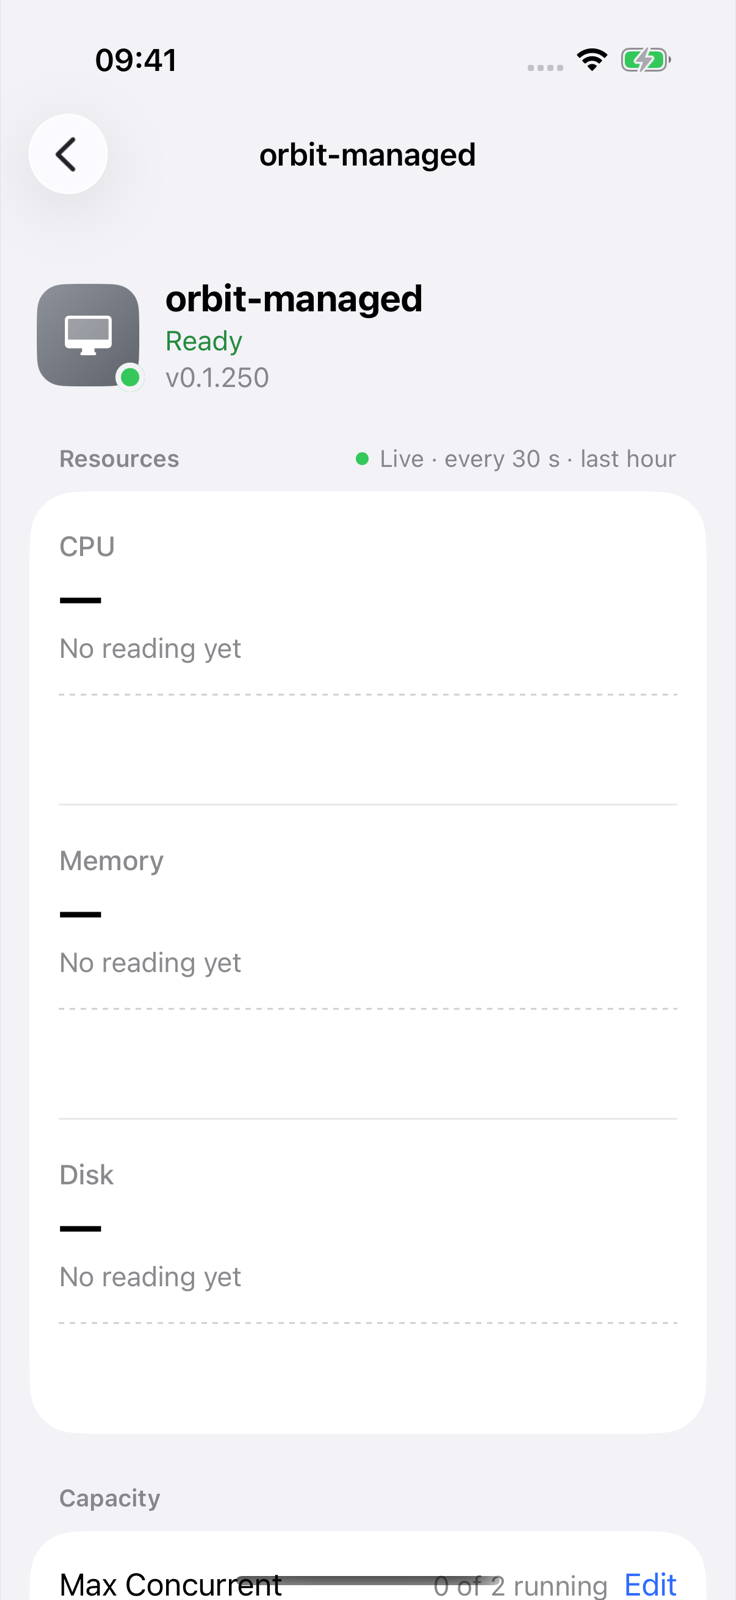 09:41
orbit-managed
orbit-managed
Ready
v0.1.250
Resources
Live · every 30 s · last hour
CPU
—
No reading yet
Memory
—
No reading yet
Disk
—
No reading yet
Capacity
Max Concurrent 0 of 2 running Edit